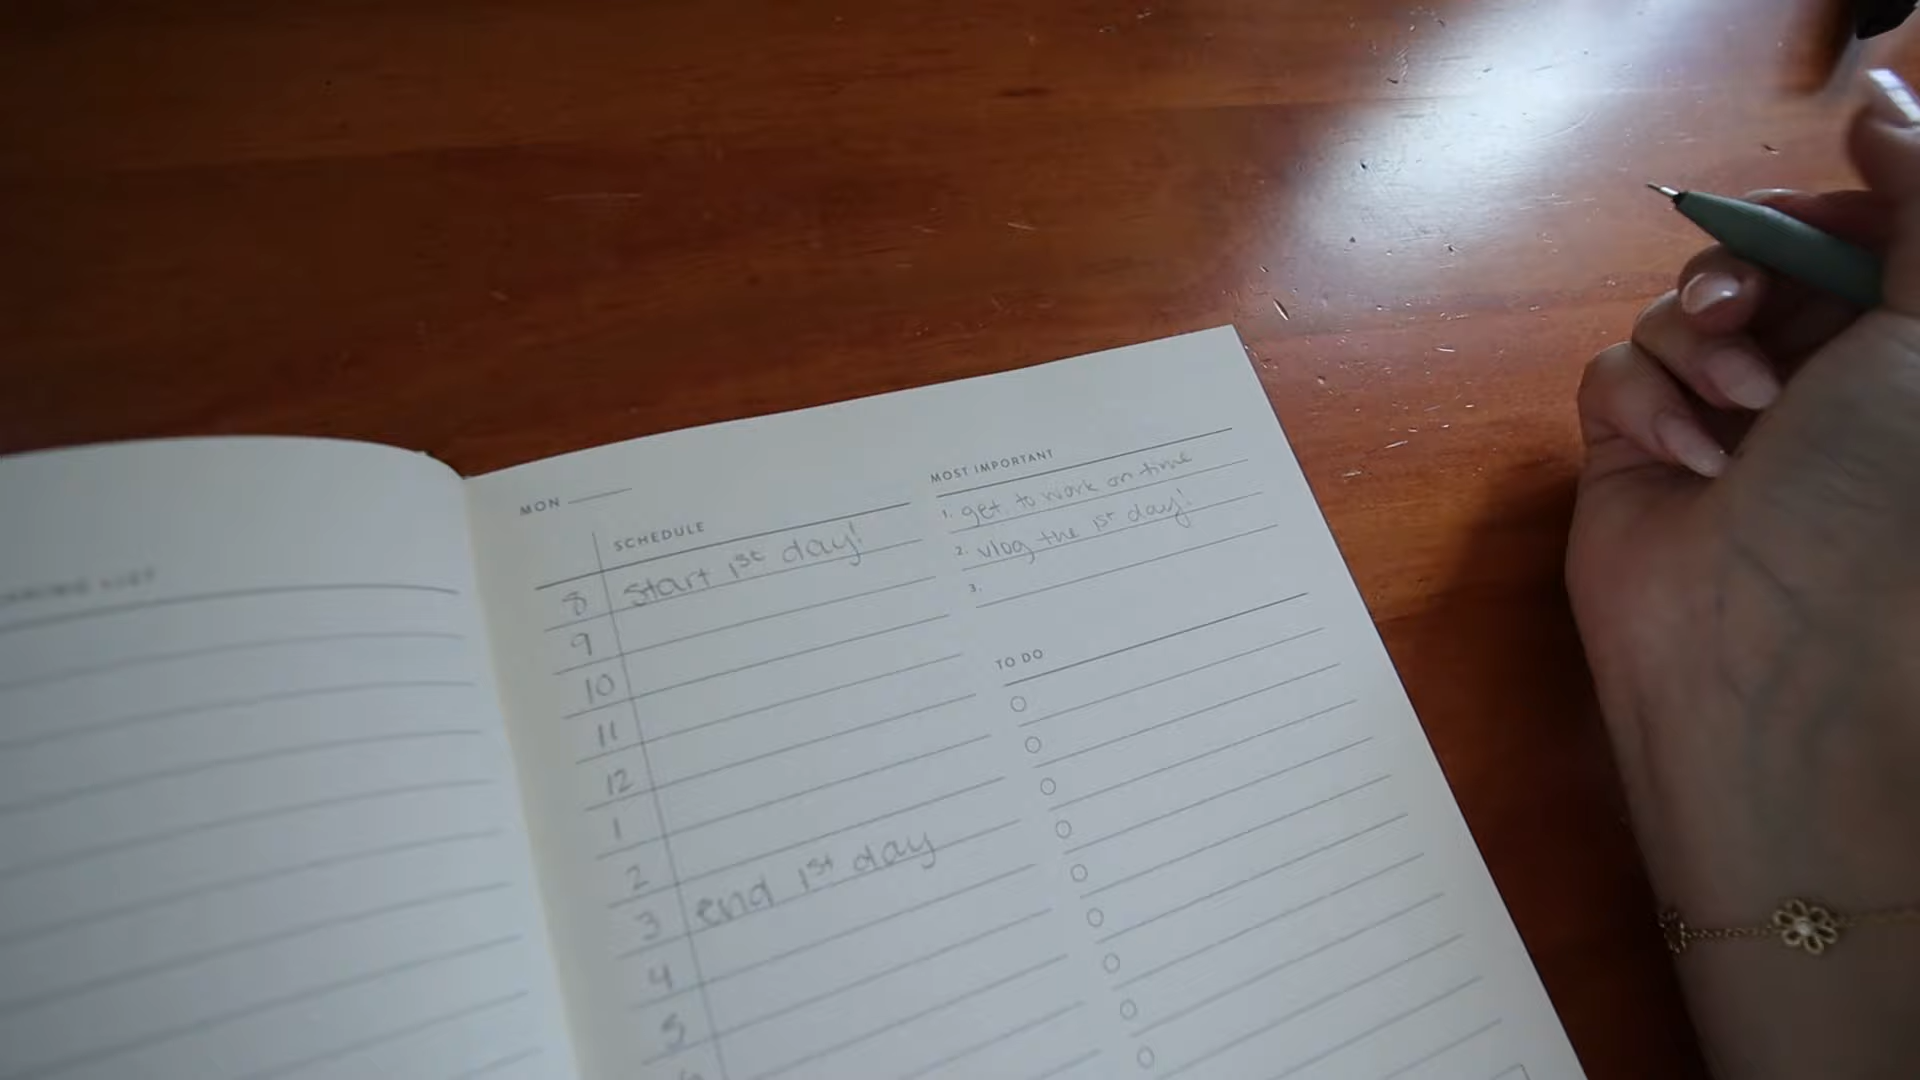 MON
SCHEDULE
8 start 1st day!
9
10
11
12
1
2
3 end 1st day
4
5
6
MOST IMPORTANT
1. get to work on time
2. vlog the 1st day!
3.
TO DO